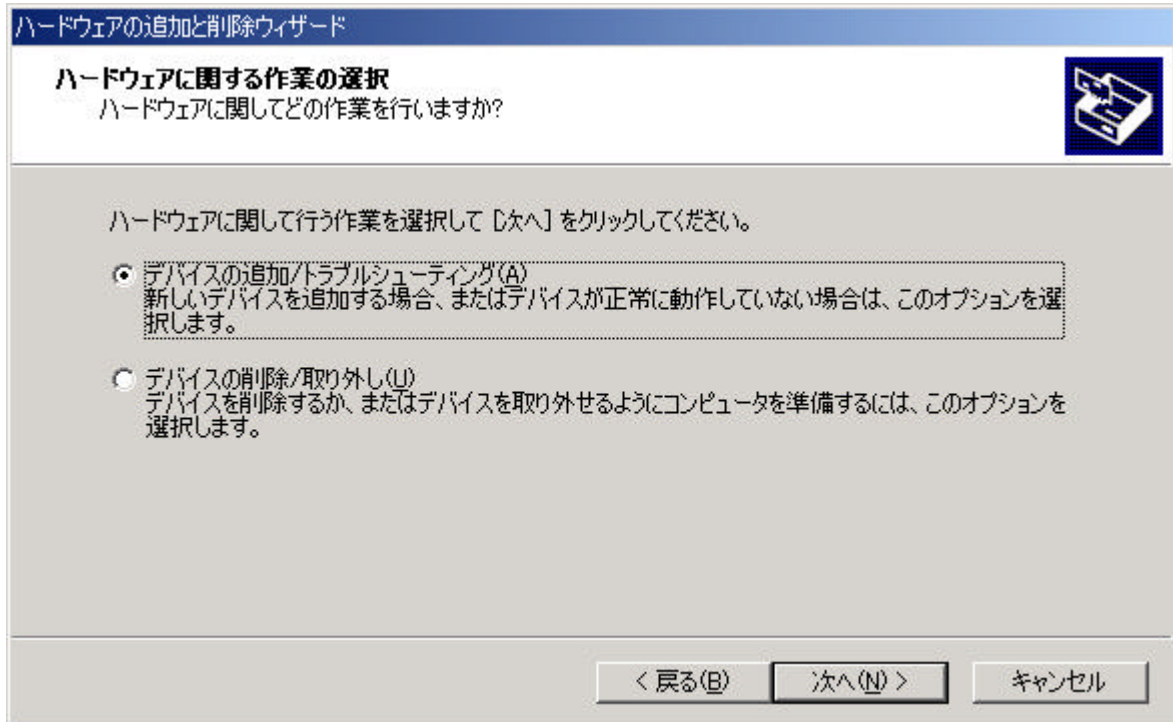 ハードウェアの追加と削除ウィザード
ハードウェアに関する作業の選択
ハードウェアに関してどの作業を行いますか?
ハードウェアに関して行う作業を選択して [次へ] をクリックしてください。
デバイスの追加/トラブルシューティング(A)
新しいデバイスを追加する場合、またはデバイスが正常に動作していない場合は、このオプションを選
択します。
デバイスの削除/取り外し(U)
デバイスを削除するか、またはデバイスを取り外せるようにコンピュータを準備するには、このオプションを
選択します。
< 戻る(B) 次へ(N) > キャンセル